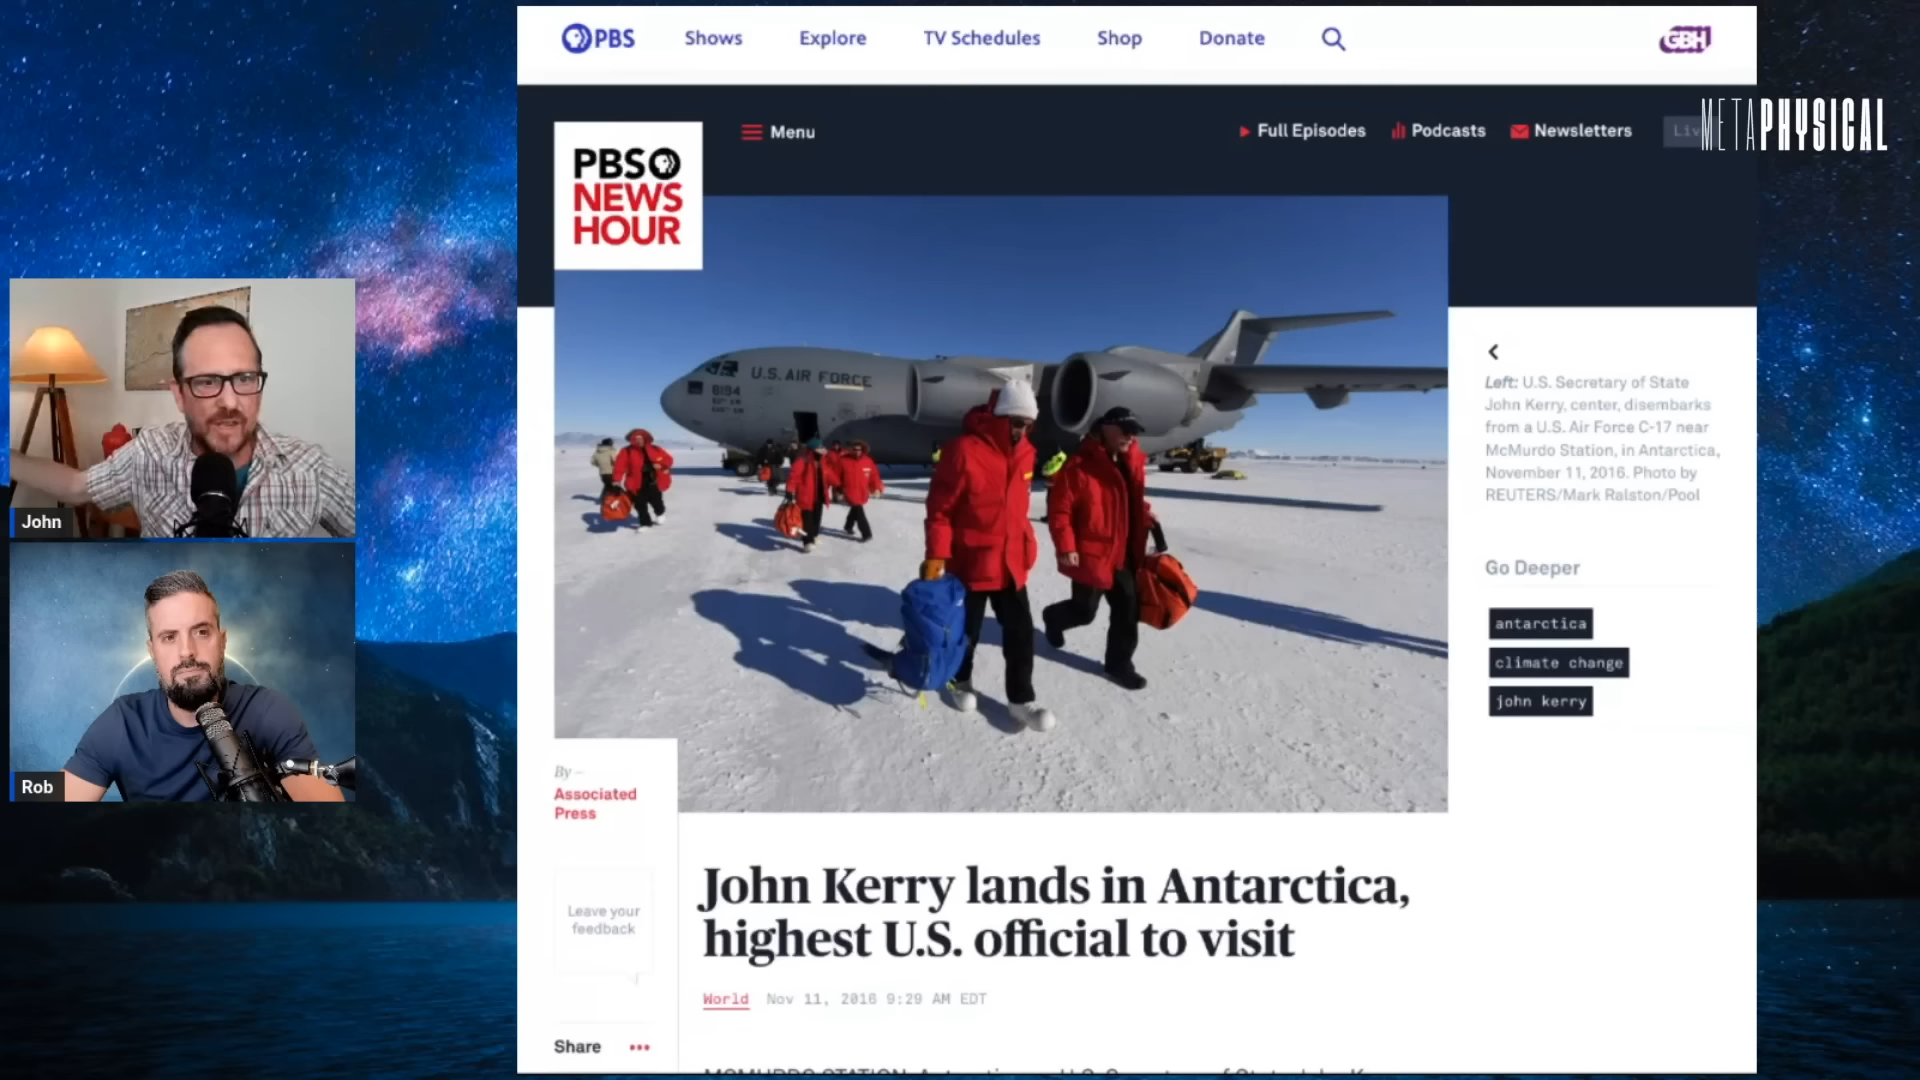 PBS
Shows
Explore
TV Schedules
Shop
Donate
GBH
PBS
NEWS
HOUR
Menu
Full Episodes
Podcasts
Newsletters
METAPHYSICAL
U.S. AIR FORCE
John
Rob
Left: U.S. Secretary of State
John Kerry, center, disembarks
from a U.S. Air Force C-17 near
McMurdo Station, in Antarctica,
November 11, 2016. Photo by
REUTERS/Mark Ralston/Pool
Go Deeper
antarctica
climate change
john kerry
By—
Associated
Press
Leave your
feedback
John Kerry lands in Antarctica,
highest U.S. official to visit
World Nov 11, 2016 9:29 AM EDT
Share